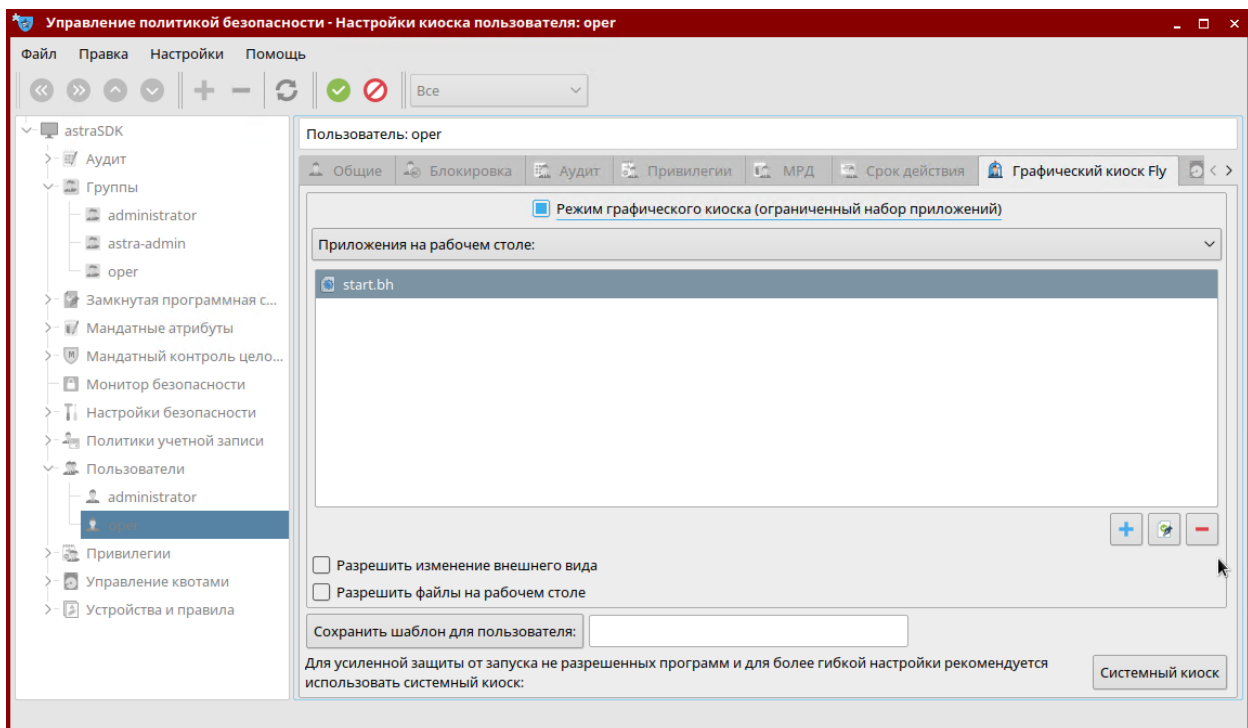 Управление политикой безопасности - Настройки киоска пользователя: oper
Файл Правка Настройки Помощь
Все
astraSDK
Аудит
Группы
administrator
astra-admin
oper
Замкнутая программная с...
Мандатные атрибуты
Мандатный контроль цело...
Монитор безопасности
Настройки безопасности
Политики учетной записи
Пользователи
administrator
oper
Привилегии
Управление квотами
Устройства и правила
Пользователь: oper
Общие Блокировка Аудит Привилегии МРД Срок действия Графический киоск Fly
Режим графического киоска (ограниченный набор приложений)
Приложения на рабочем столе:
start.bh
Разрешить изменение внешнего вида
Разрешить файлы на рабочем столе
Сохранить шаблон для пользователя:
Для усиленной защиты от запуска не разрешенных программ и для более гибкой настройки рекомендуется
использовать системный киоск:
Системный киоск